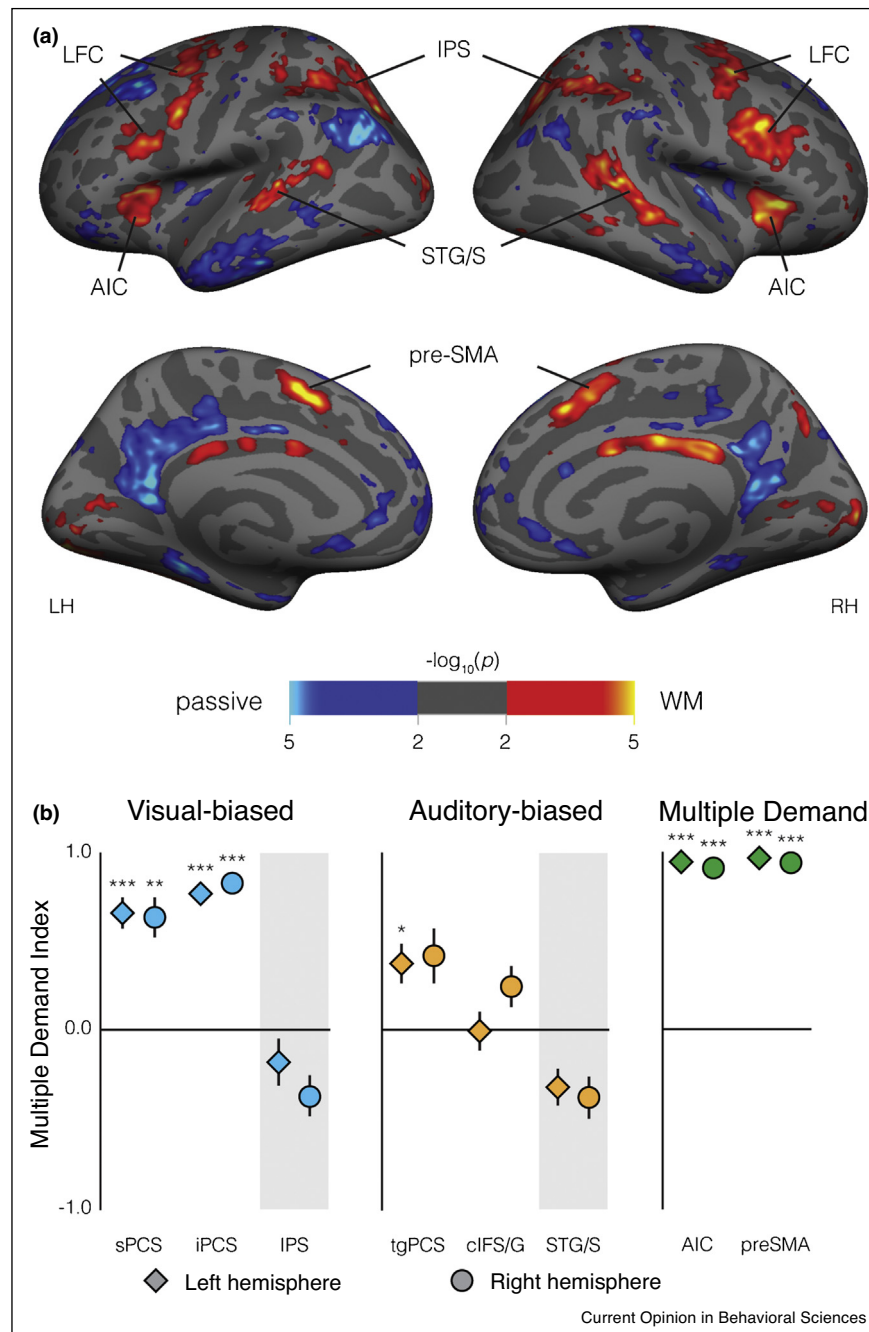 (a)
LFC
IPS
LFC
AIC
STG/S
AIC
pre-SMA
LH
RH
-log10(p)
passive
WM
5
2
2
5
(b)
Visual-biased
Auditory-biased
Multiple Demand
*** ** *** ***
*
*** *** *** ***
Multiple Demand Index
1.0
0.0
-1.0
sPCS iPCS IPS
tgPCS cIFS/G STG/S
AIC preSMA
Left hemisphere
Right hemisphere
Current Opinion in Behavioral Sciences